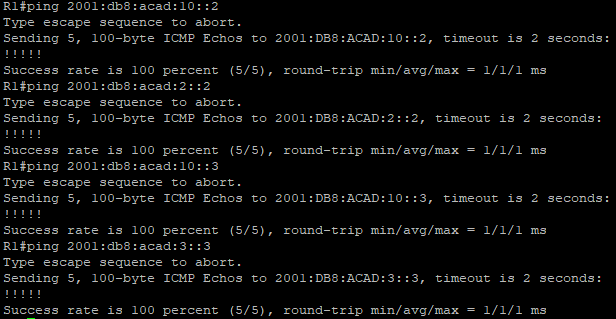 R1#ping 2001:db8:acad:10::2
Type escape sequence to abort.
Sending 5, 100-byte ICMP Echos to 2001:DB8:ACAD:10::2, timeout is 2 seconds:
!!!!!
Success rate is 100 percent (5/5), round-trip min/avg/max = 1/1/1 ms
R1#ping 2001:db8:acad:2::2
Type escape sequence to abort.
Sending 5, 100-byte ICMP Echos to 2001:DB8:ACAD:2::2, timeout is 2 seconds:
!!!!!
Success rate is 100 percent (5/5), round-trip min/avg/max = 1/1/1 ms
R1#ping 2001:db8:acad:10::3
Type escape sequence to abort.
Sending 5, 100-byte ICMP Echos to 2001:DB8:ACAD:10::3, timeout is 2 seconds:
!!!!!
Success rate is 100 percent (5/5), round-trip min/avg/max = 1/1/1 ms
R1#ping 2001:db8:acad:3::3
Type escape sequence to abort.
Sending 5, 100-byte ICMP Echos to 2001:DB8:ACAD:3::3, timeout is 2 seconds:
!!!!!
Success rate is 100 percent (5/5), round-trip min/avg/max = 1/1/1 ms